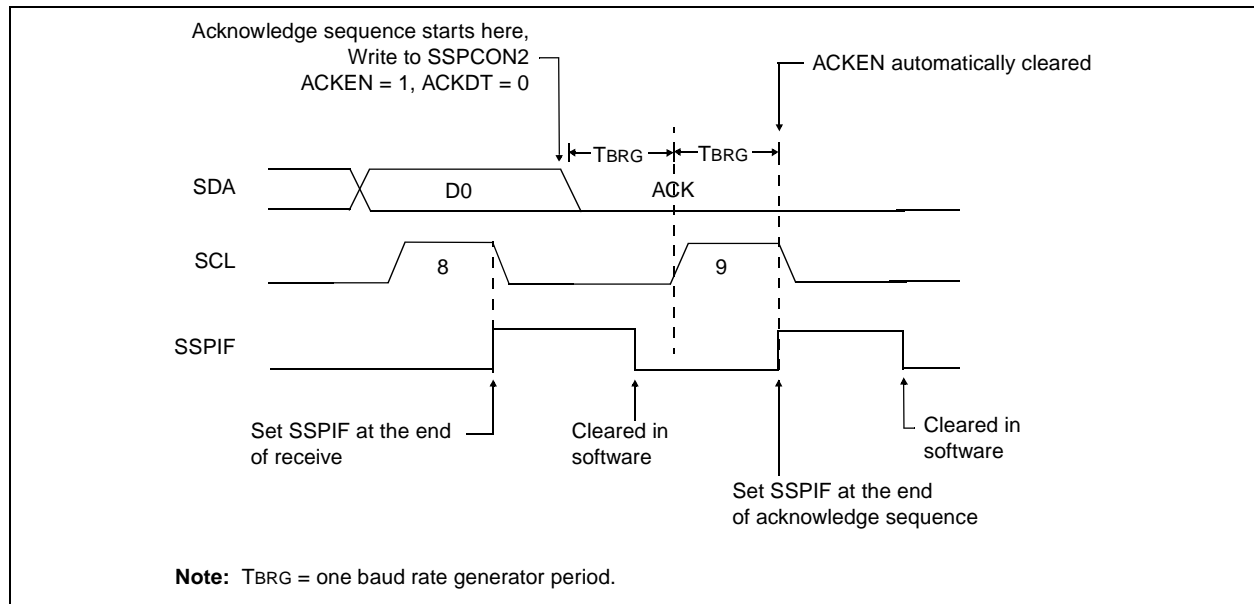 Acknowledge sequence starts here,
Write to SSPCON2
ACKEN = 1, ACKDT = 0
ACKEN automatically cleared
TBRG
TBRG
SDA
D0
ACK
SCL
8
9
SSPIF
Set SSPIF at the end
of receive
Cleared in
software
Cleared in
software
Set SSPIF at the end
of acknowledge sequence
Note: TBRG = one baud rate generator period.